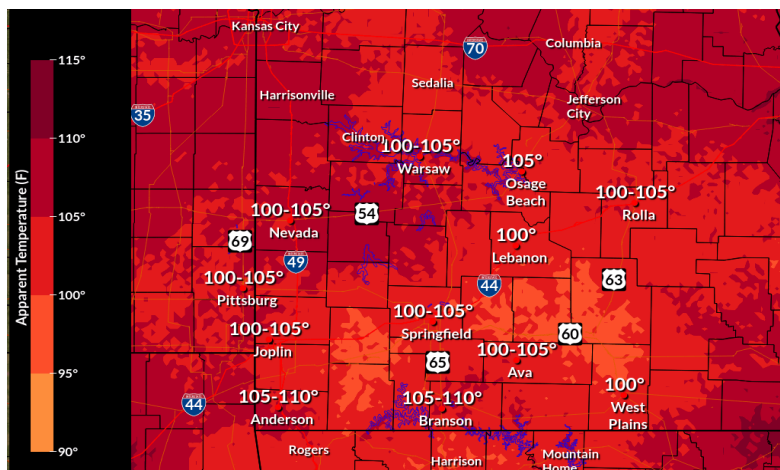 Kansas City
70
Columbia
115°
Sedalia
Harrisonville
Jefferson
City
35
110°
Clinton
100-105°
Warsaw
105°
Osage
Beach
100-105°
Rolla
Apparent Temperature (F)
105°
100-105°
Nevada
54
100°
Lebanon
69
49
100-105°
Pittsburg
44
63
100°
100-105°
Springfield
100-105°
Joplin
60
65
100-105°
Ava
95°
105-110°
Anderson
44
105-110°
Branson
100°
West
Plains
90°
Rogers
Harrison
Mountain
Home